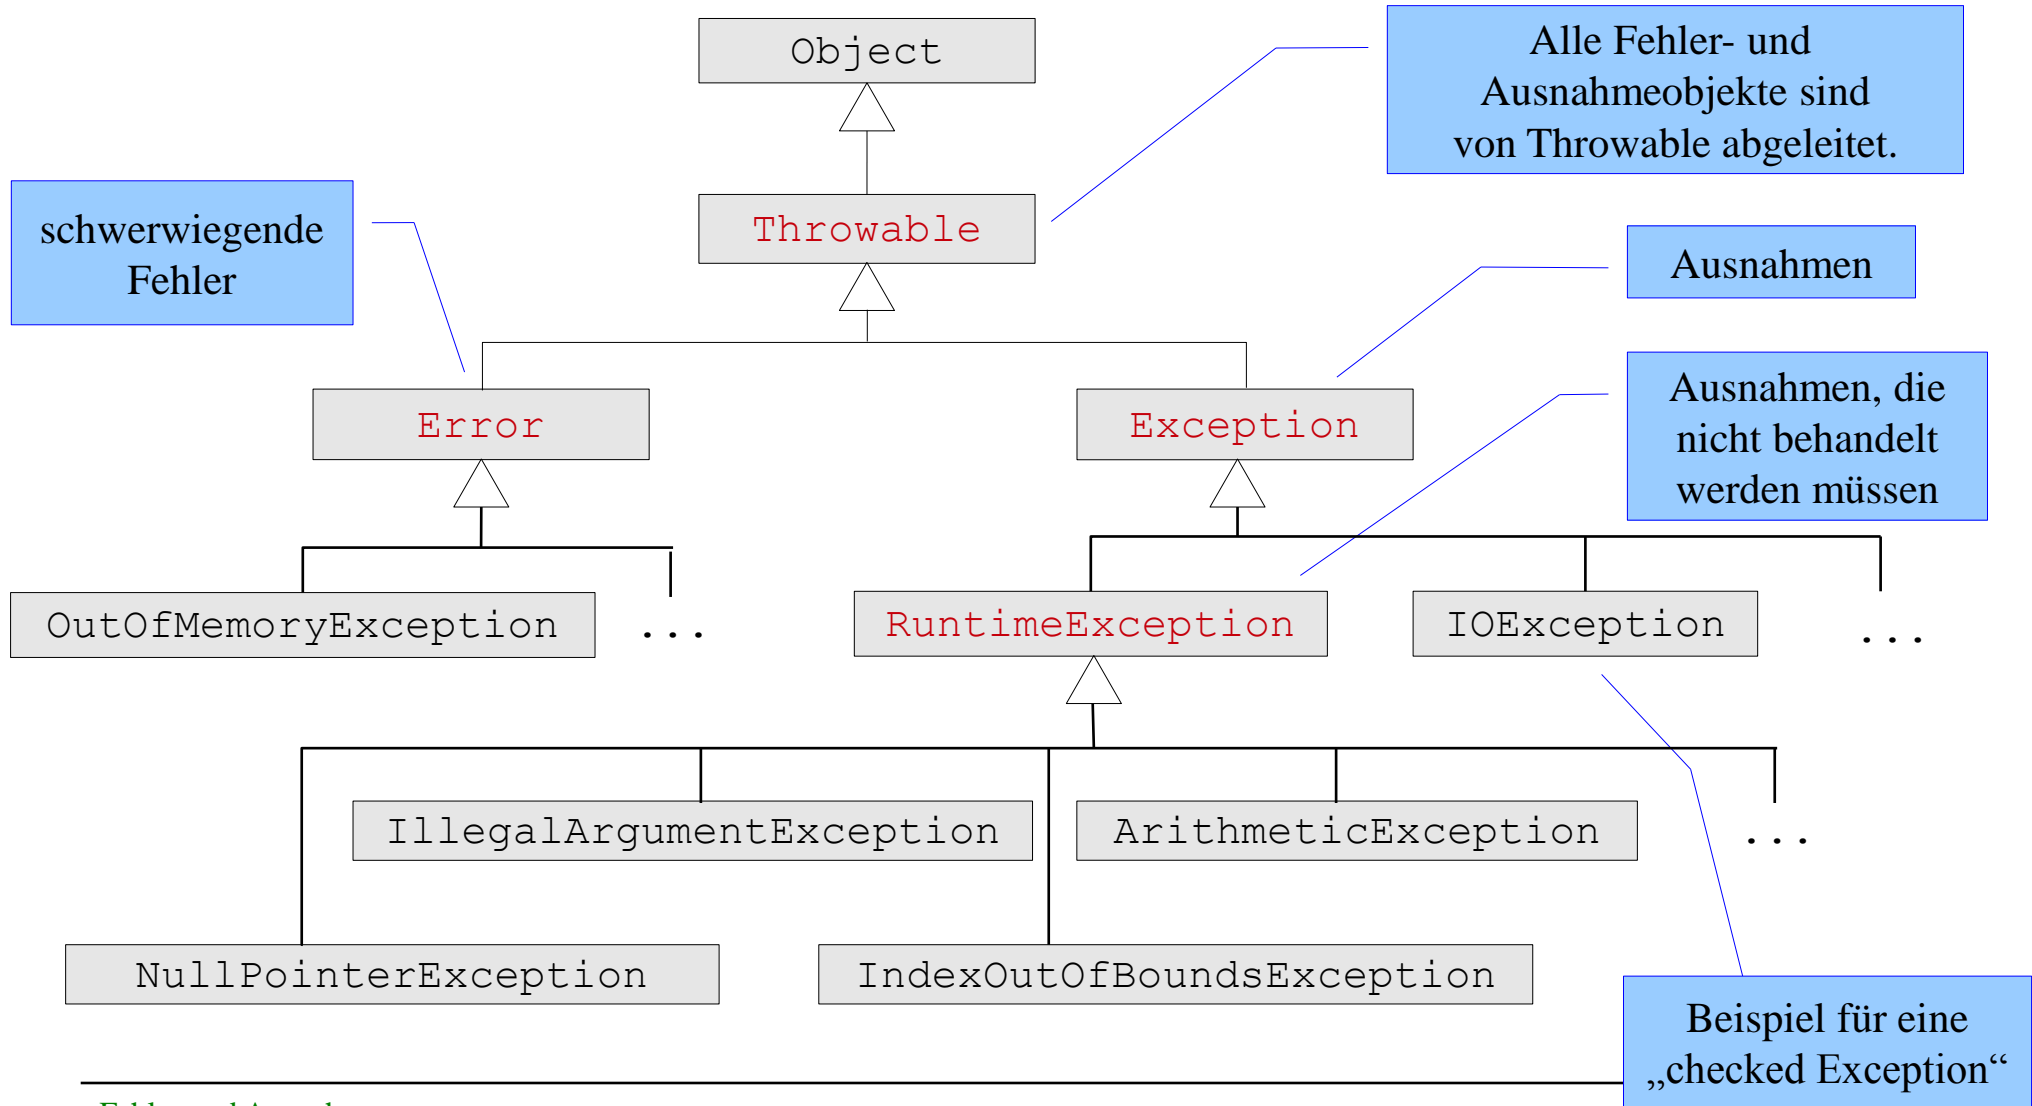 Object
Alle Fehler- und
Ausnahmeobjekte sind
von Throwable abgeleitet.
schwerwiegende
Fehler
Throwable
Ausnahmen
Error
Exception
Ausnahmen, die
nicht behandelt
werden müssen
OutOfMemoryException
...
RuntimeException
IOException
...
IllegalArgumentException
ArithmeticException
...
NullPointerException
IndexOutOfBoundsException
Beispiel für eine
„checked Exception“